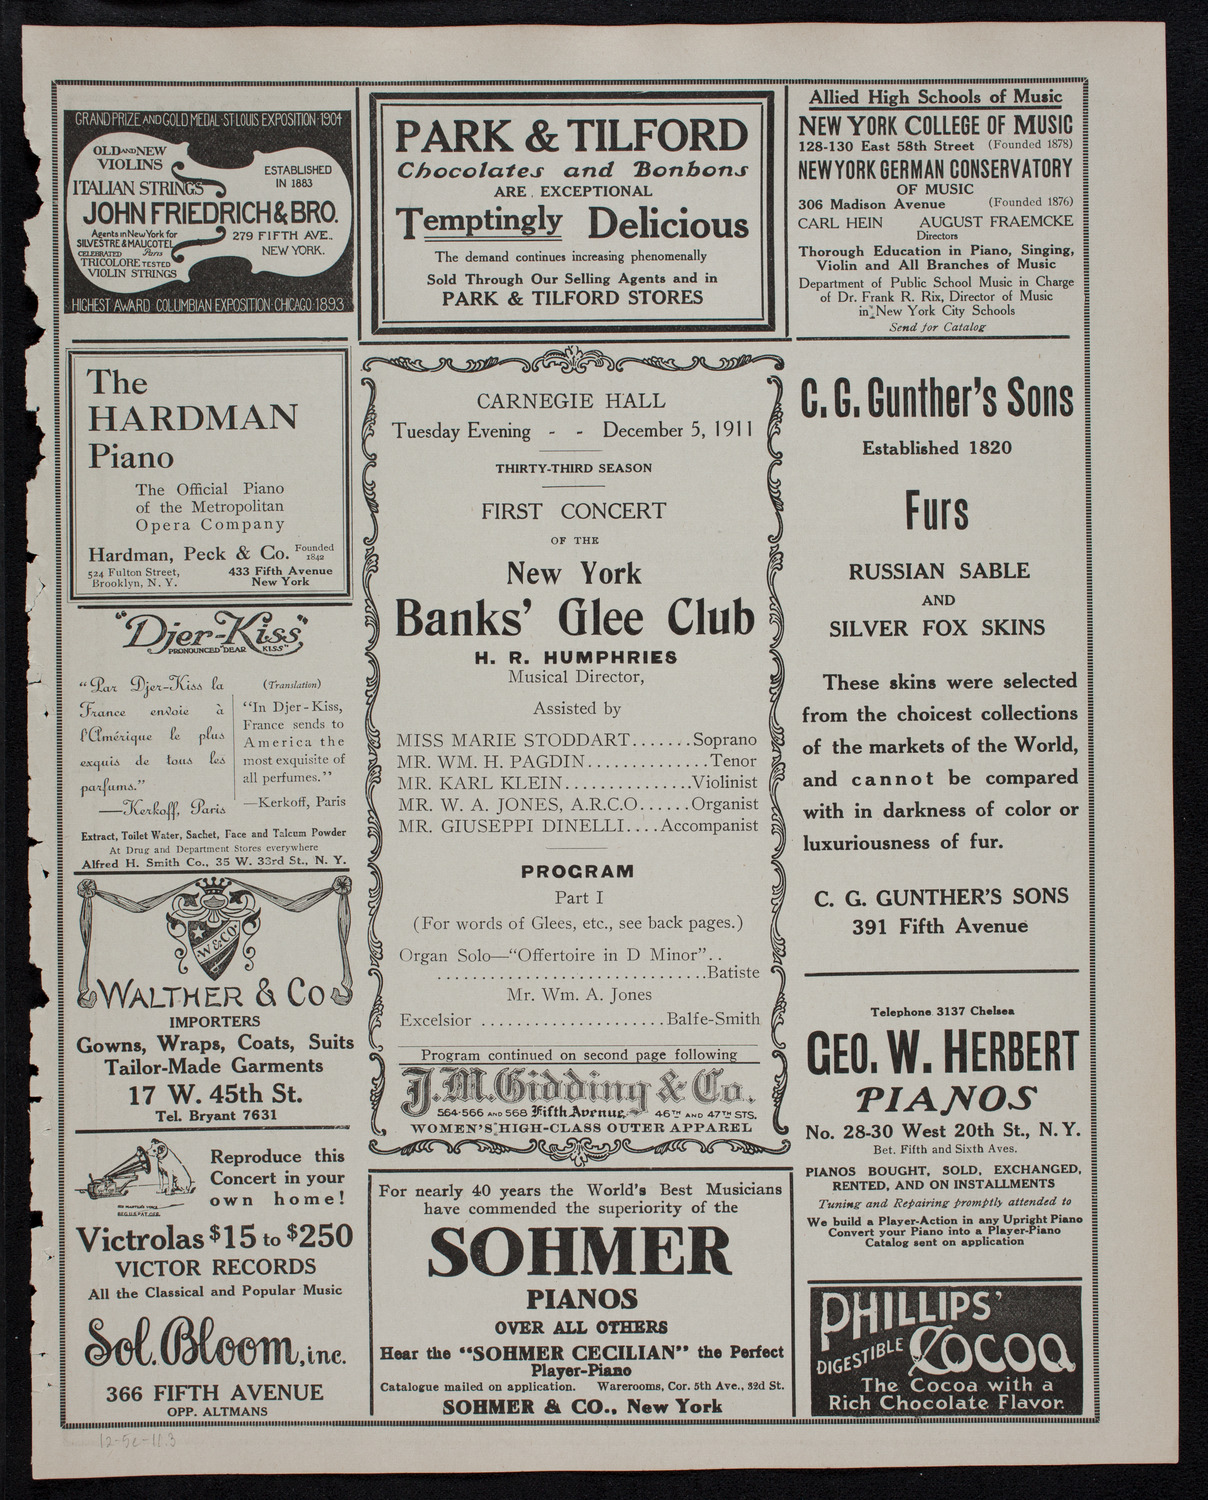 GRAND PRIZE AND GOLD MEDAL·ST LOUIS EXPOSITION·1904
OLD AND NEW
VIOLINS
ITALIAN STRINGS
ESTABLISHED
IN 1883
JOHN FRIEDRICH & BRO.
Agents in New York for
SILVESTRE & MAUCOTEL
CELEBRATED Paris
TRICOLORE TESTED
VIOLIN STRINGS
279 FIFTH AVE.,
NEW YORK.
HIGHEST AWARD·COLUMBIAN EXPOSITION·CHICAGO·1893
The
HARDMAN
Piano
The Official Piano
of the Metropolitan
Opera Company
Hardman, Peck & Co. Founded 1842
524 Fulton Street,
Brooklyn, N. Y.
433 Fifth Avenue
New York
"Djer-Kiss"
PRONOUNCED "DEAR KISS"
"Par Djer-Kiss la
France envoie à
l'Amérique le plus
exquis de tous les
parfums."
—Kerkoff, Paris
(Translation)
"In Djer-Kiss,
France sends to
America the
most exquisite of
all perfumes."
—Kerkoff, Paris
Extract, Toilet Water, Sachet, Face and Talcum Powder
At Drug and Department Stores everywhere
Alfred H. Smith Co., 35 W. 33rd St., N. Y.
W & CO.
WALTHER & CO
IMPORTERS
Gowns, Wraps, Coats, Suits
Tailor-Made Garments
17 W. 45th St.
Tel. Bryant 7631
Reproduce this
Concert in your
own home!
HIS MASTER'S VOICE
Victrolas $15 to $250
VICTOR RECORDS
All the Classical and Popular Music
Sol. Bloom, inc.
366 FIFTH AVENUE
OPP. ALTMANS
PARK & TILFORD
Chocolates and Bonbons
ARE EXCEPTIONAL
Temptingly Delicious
The demand continues increasing phenomenally
Sold Through Our Selling Agents and in
PARK & TILFORD STORES
CARNEGIE HALL
Tuesday Evening - - December 5, 1911
THIRTY-THIRD SEASON
FIRST CONCERT
OF THE
New York
Banks' Glee Club
H. R. HUMPHRIES
Musical Director,
Assisted by
MISS MARIE STODDART.......Soprano
MR. WM. H. PAGDIN..............Tenor
MR. KARL KLEIN...............Violinist
MR. W. A. JONES, A.R.C.O......Organist
MR. GIUSEPPI DINELLI....Accompanist
PROGRAM
Part I
(For words of Glees, etc., see back pages.)
Organ Solo—"Offertoire in D Minor"..
................................Batiste
Mr. Wm. A. Jones
Excelsior ......................Balfe-Smith
Program continued on second page following
J.M. Gidding & Co.
564-566 AND 568 Fifth Avenue, 46TH AND 47TH STS.
WOMEN'S HIGH-CLASS OUTER APPAREL
For nearly 40 years the World's Best Musicians
have commended the superiority of the
SOHMER
PIANOS
OVER ALL OTHERS
Hear the "SOHMER CECILIAN" the Perfect
Player-Piano
Catalogue mailed on application. Warerooms, Cor. 5th Ave., 32d St.
SOHMER & CO., New York
Allied High Schools of Music
NEW YORK COLLEGE OF MUSIC
128-130 East 58th Street (Founded 1878)
NEW YORK GERMAN CONSERVATORY
OF MUSIC
306 Madison Avenue (Founded 1876)
CARL HEIN AUGUST FRAEMCKE
Directors
Thorough Education in Piano, Singing,
Violin and All Branches of Music
Department of Public School Music in Charge
of Dr. Frank R. Rix, Director of Music
in New York City Schools
Send for Catalog
C. G. Gunther's Sons
Established 1820
Furs
RUSSIAN SABLE
AND
SILVER FOX SKINS
These skins were selected
from the choicest collections
of the markets of the World,
and cannot be compared
with in darkness of color or
luxuriousness of fur.
C. G. GUNTHER'S SONS
391 Fifth Avenue
Telephone 3137 Chelsea
GEO. W. HERBERT
PIANOS
No. 28-30 West 20th St., N. Y.
Bet. Fifth and Sixth Aves.
PIANOS BOUGHT, SOLD, EXCHANGED,
RENTED, AND ON INSTALLMENTS
Tuning and Repairing promptly attended to
We build a Player-Action in any Upright Piano
Convert your Piano into a Player-Piano
Catalog sent on application
PHILLIPS'
DIGESTIBLE COCOA
The Cocoa with a
Rich Chocolate Flavor.
12-5e-11.3